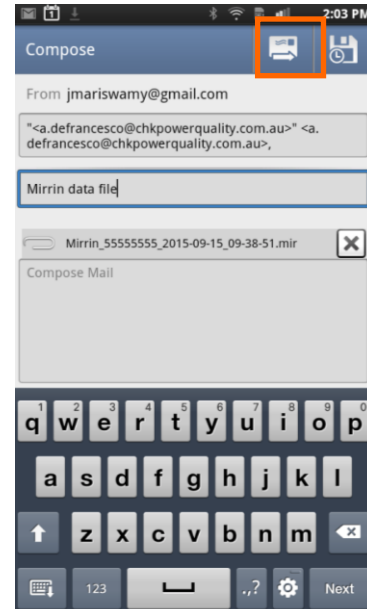 1 2:03 PM
Compose
From jmariswamy@gmail.com
"<a.defrancesco@chkpowerquality.com.au>" <a.
defrancesco@chkpowerquality.com.au>,
Mirrin data file
Mirrin_55555555_2015-09-15_09-38-51.mir
Compose Mail
1 2 3 4 5 6 7 8 9 0
q w e r t y u i o p
a s d f g h j k l
z x c v b n m
123 .,? Next